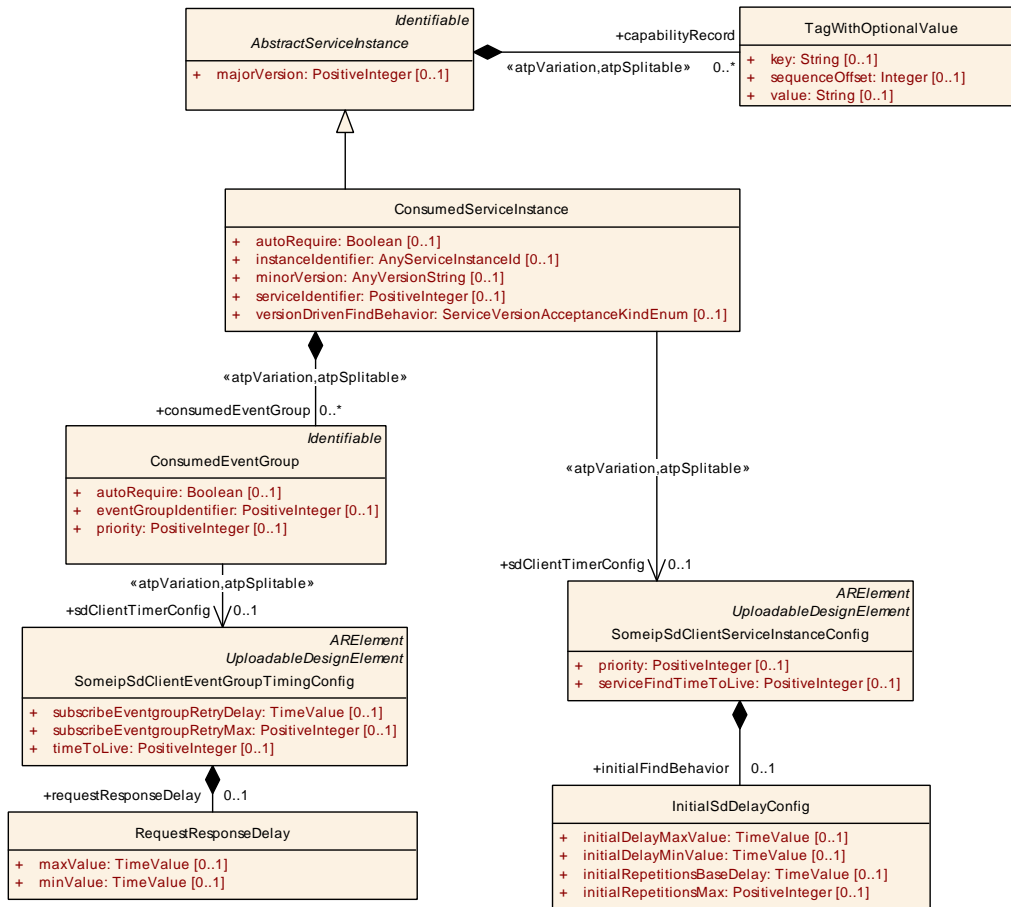 Identifiable
AbstractServiceInstance
+ majorVersion: PositiveInteger [0..1]
+capabilityRecord
«atpVariation,atpSplitable» 0..*
TagWithOptionalValue
+ key: String [0..1]
+ sequenceOffset: Integer [0..1]
+ value: String [0..1]
ConsumedServiceInstance
+ autoRequire: Boolean [0..1]
+ instanceIdentifier: AnyServiceInstanceId [0..1]
+ minorVersion: AnyVersionString [0..1]
+ serviceIdentifier: PositiveInteger [0..1]
+ versionDrivenFindBehavior: ServiceVersionAcceptanceKindEnum [0..1]
«atpVariation,atpSplitable»
+consumedEventGroup 0..*
Identifiable
ConsumedEventGroup
+ autoRequire: Boolean [0..1]
+ eventGroupIdentifier: PositiveInteger [0..1]
+ priority: PositiveInteger [0..1]
«atpVariation,atpSplitable»
+sdClientTimerConfig 0..1
ARElement
UploadableDesignElement
SomeipSdClientEventGroupTimingConfig
+ subscribeEventgroupRetryDelay: TimeValue [0..1]
+ subscribeEventgroupRetryMax: PositiveInteger [0..1]
+ timeToLive: PositiveInteger [0..1]
+requestResponseDelay 0..1
RequestResponseDelay
+ maxValue: TimeValue [0..1]
+ minValue: TimeValue [0..1]
«atpVariation,atpSplitable»
+sdClientTimerConfig 0..1
ARElement
UploadableDesignElement
SomeipSdClientServiceInstanceConfig
+ priority: PositiveInteger [0..1]
+ serviceFindTimeToLive: PositiveInteger [0..1]
+initialFindBehavior 0..1
InitialSdDelayConfig
+ initialDelayMaxValue: TimeValue [0..1]
+ initialDelayMinValue: TimeValue [0..1]
+ initialRepetitionsBaseDelay: TimeValue [0..1]
+ initialRepetitionsMax: PositiveInteger [0..1]